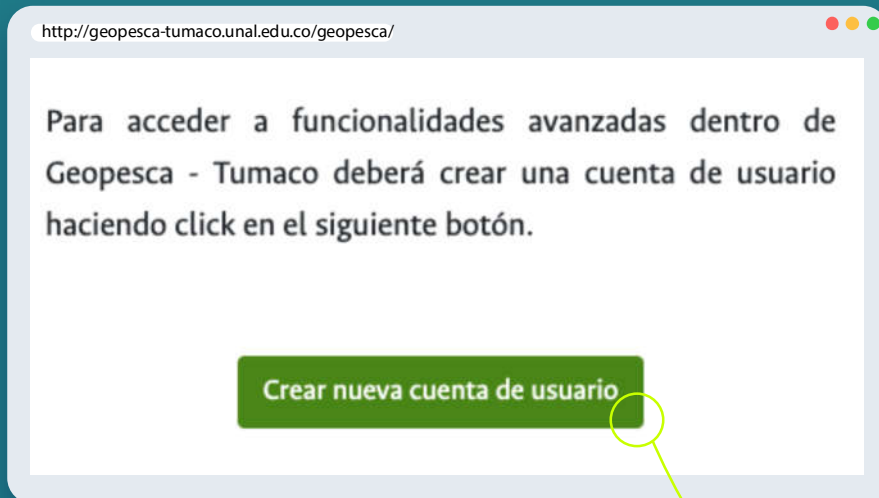 http://geopesca-tumaco.unal.edu.co/geopesca/
Para acceder a funcionalidades avanzadas dentro de
Geopesca - Tumaco deberá crear una cuenta de usuario
haciendo click en el siguiente botón.
Crear nueva cuenta de usuario